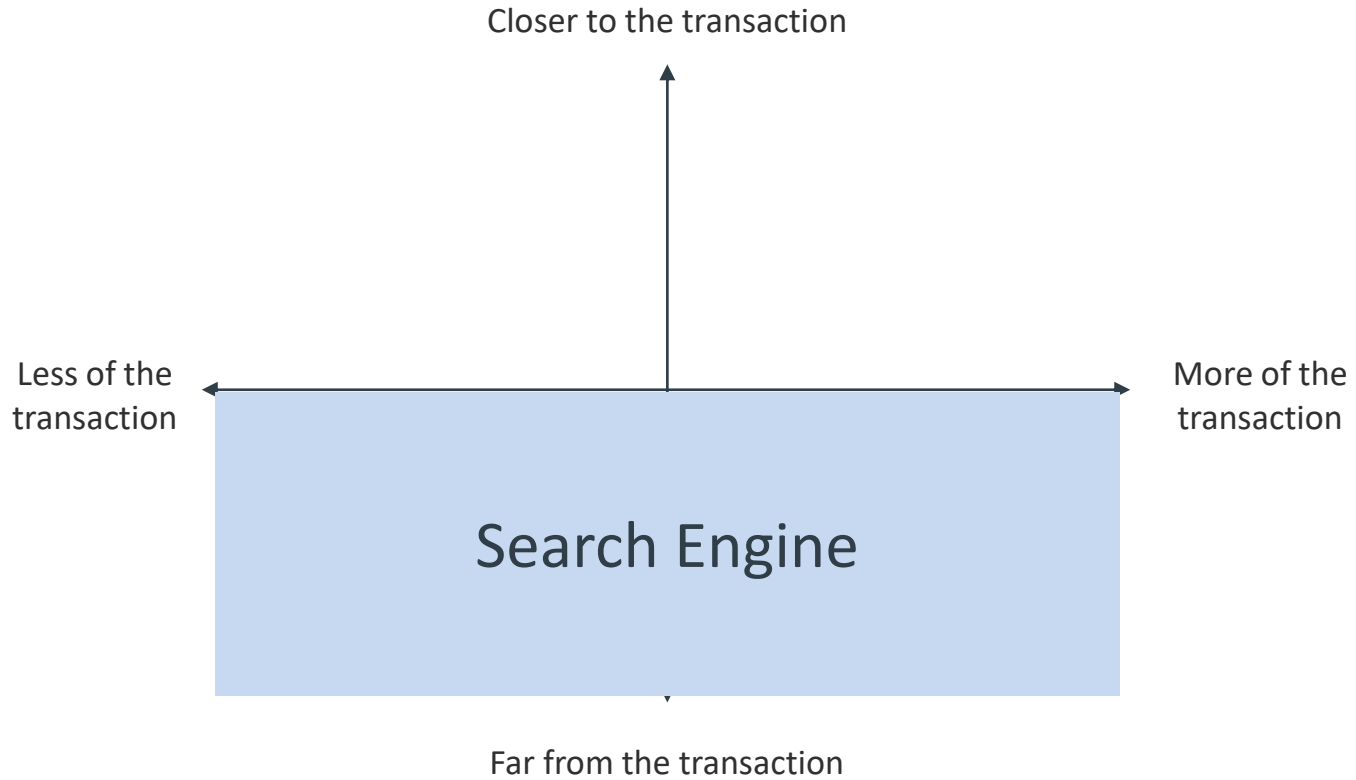 Closer to the transaction
Less of the
transaction
More of the
transaction
Search Engine
Far from the transaction